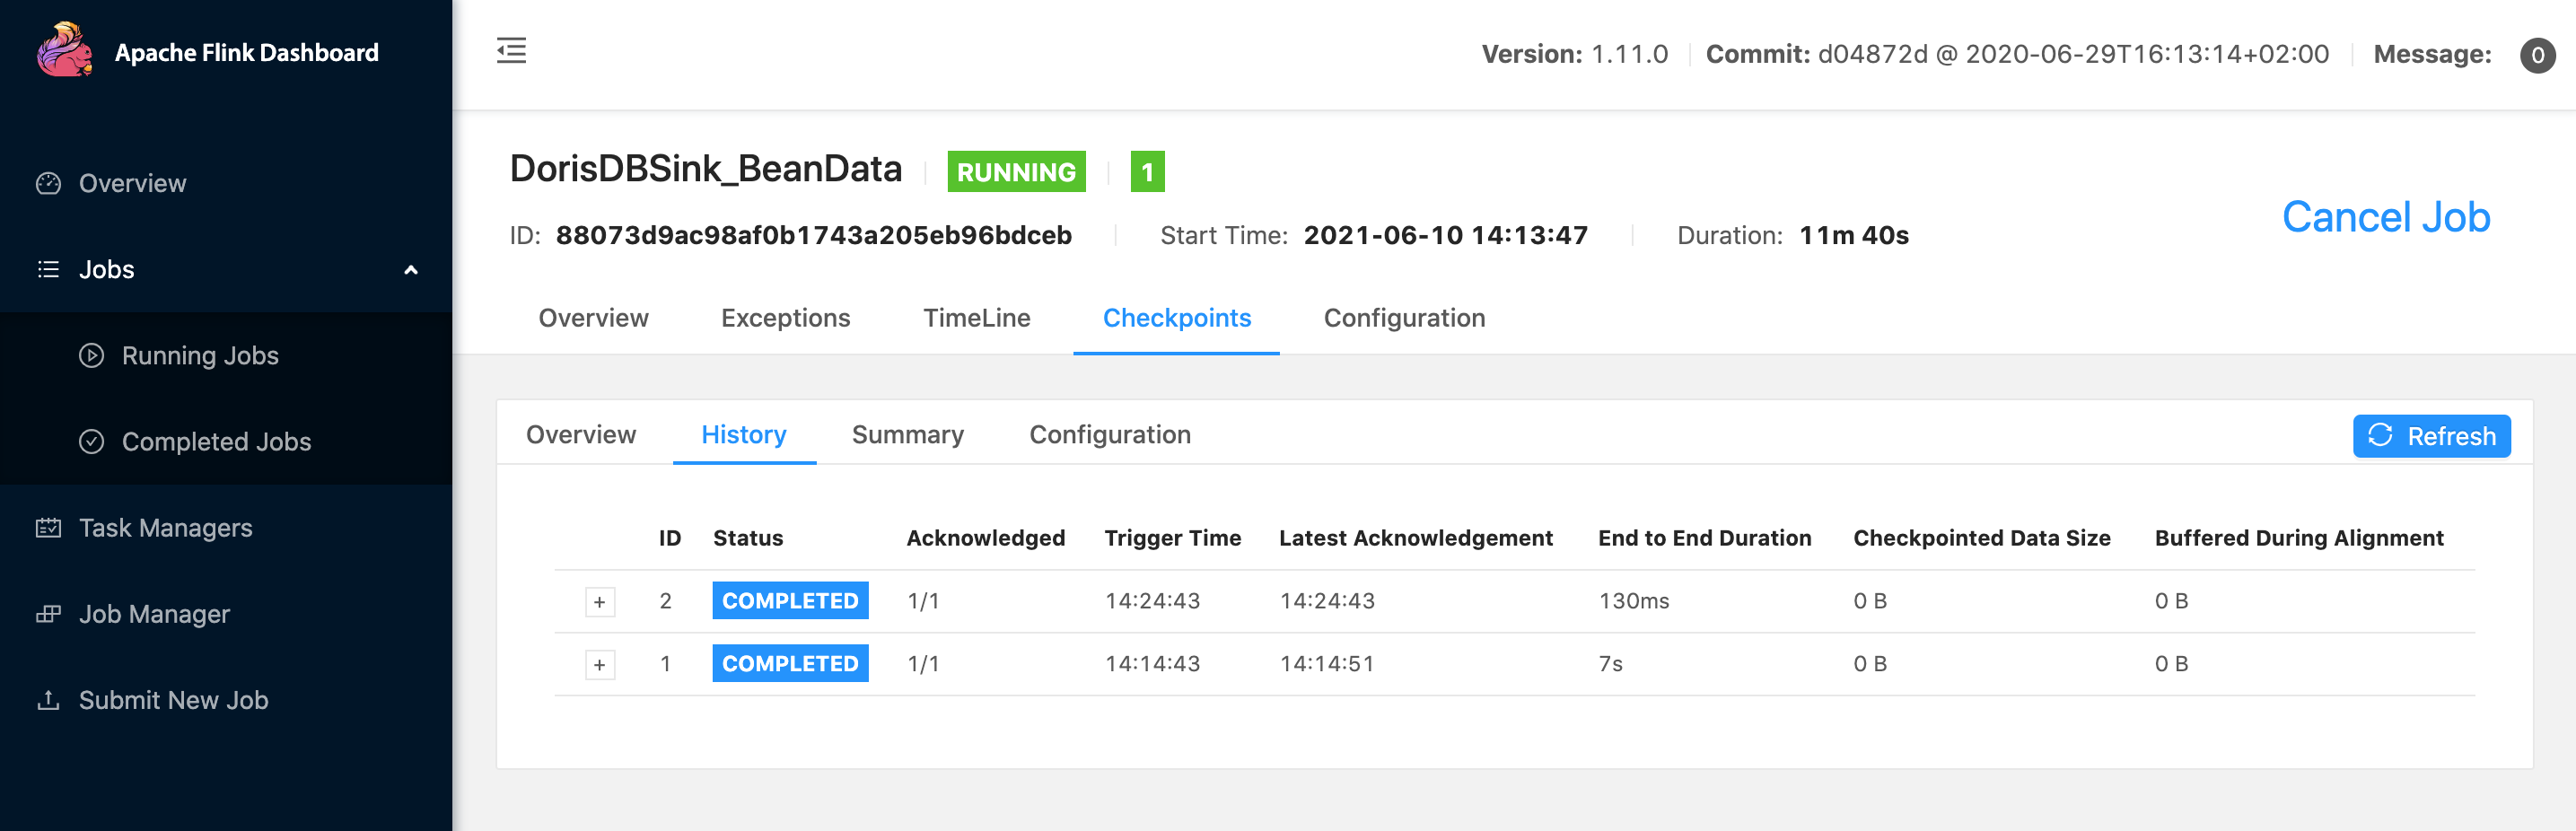 Apache Flink Dashboard
Version: 1.11.0 Commit: d04872d @ 2020-06-29T16:13:14+02:00 Message: 0
Overview
Jobs
Running Jobs
Completed Jobs
Task Managers
Job Manager
Submit New Job
DorisDBSink_BeanData RUNNING 1
ID: 88073d9ac98af0b1743a205eb96bdceb Start Time: 2021-06-10 14:13:47 Duration: 11m 40s
Cancel Job
Overview Exceptions TimeLine Checkpoints Configuration
Overview History Summary Configuration Refresh
ID Status Acknowledged Trigger Time Latest Acknowledgement End to End Duration Checkpointed Data Size Buffered During Alignment
+ 2 COMPLETED 1/1 14:24:43 14:24:43 130ms 0 B 0 B
+ 1 COMPLETED 1/1 14:14:43 14:14:51 7s 0 B 0 B